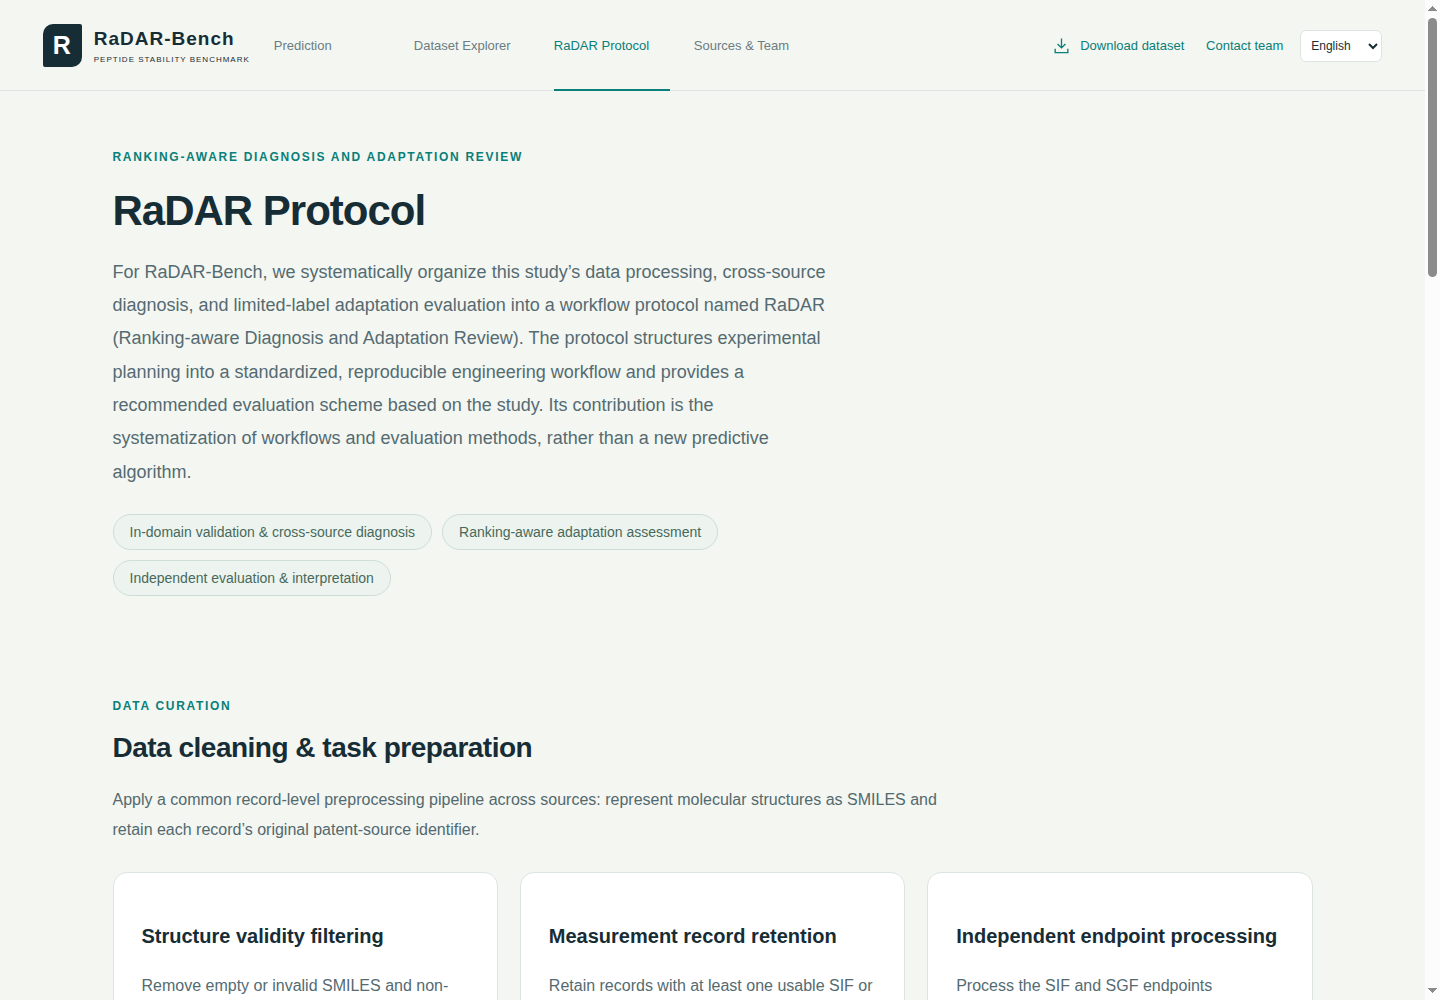 R
RaDAR-Bench
PEPTIDE STABILITY BENCHMARK
Prediction
Dataset Explorer
RaDAR Protocol
Sources & Team
Download dataset
Contact team
English
RANKING-AWARE DIAGNOSIS AND ADAPTATION REVIEW
RaDAR Protocol
For RaDAR-Bench, we systematically organize this study’s data processing, cross-source
diagnosis, and limited-label adaptation evaluation into a workflow protocol named RaDAR
(Ranking-aware Diagnosis and Adaptation Review). The protocol structures experimental
planning into a standardized, reproducible engineering workflow and provides a
recommended evaluation scheme based on the study. Its contribution is the
systematization of workflows and evaluation methods, rather than a new predictive
algorithm.
In-domain validation & cross-source diagnosis
Ranking-aware adaptation assessment
Independent evaluation & interpretation
DATA CURATION
Data cleaning & task preparation
Apply a common record-level preprocessing pipeline across sources: represent molecular structures as SMILES and
retain each record’s original patent-source identifier.
Structure validity filtering
Remove empty or invalid SMILES and non-
Measurement record retention
Retain records with at least one usable SIF or
Independent endpoint processing
Process the SIF and SGF endpoints